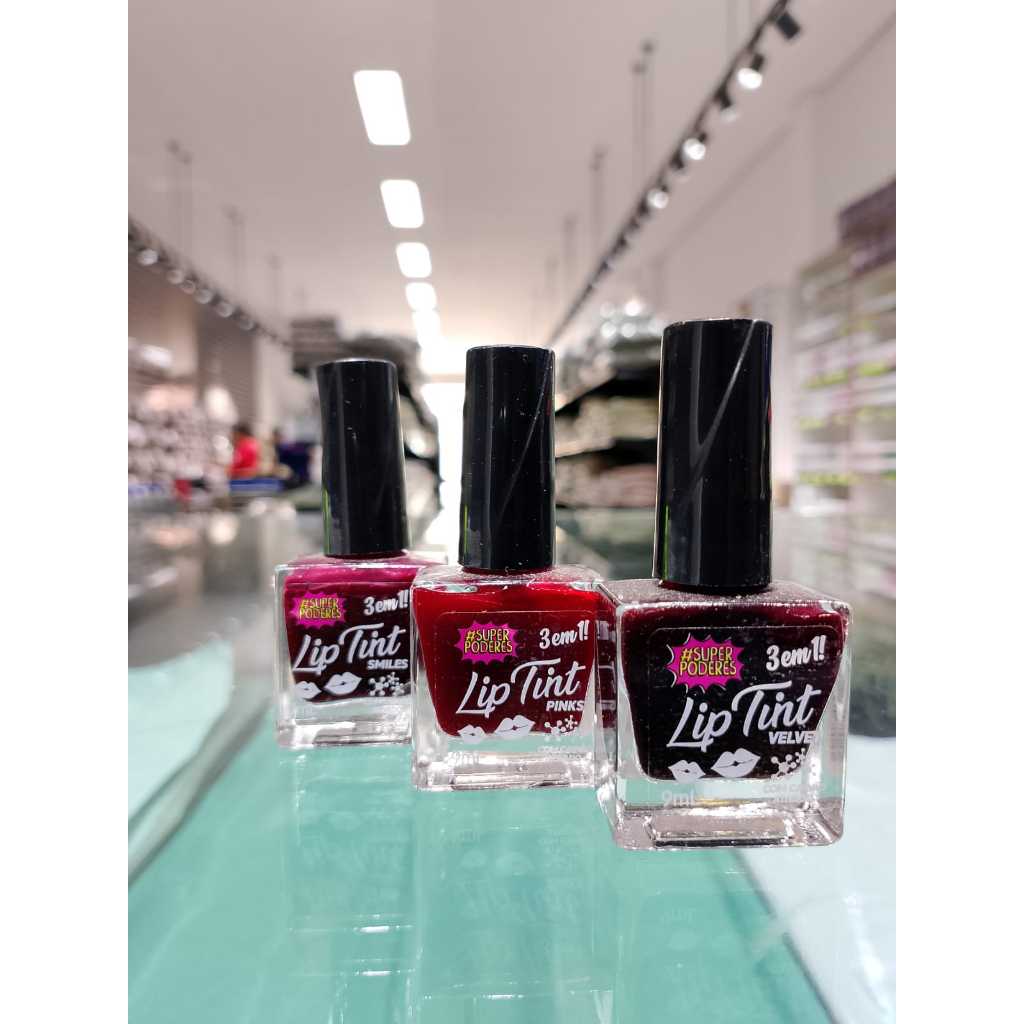 #SUPER
PODERES
3 em 1!
Lip Tint
SMILES
#SUPER
PODERES
3 em 1!
Lip Tint
PINKS
#SUPER
PODERES
3 em 1!
Lip Tint
VELVE
9ml